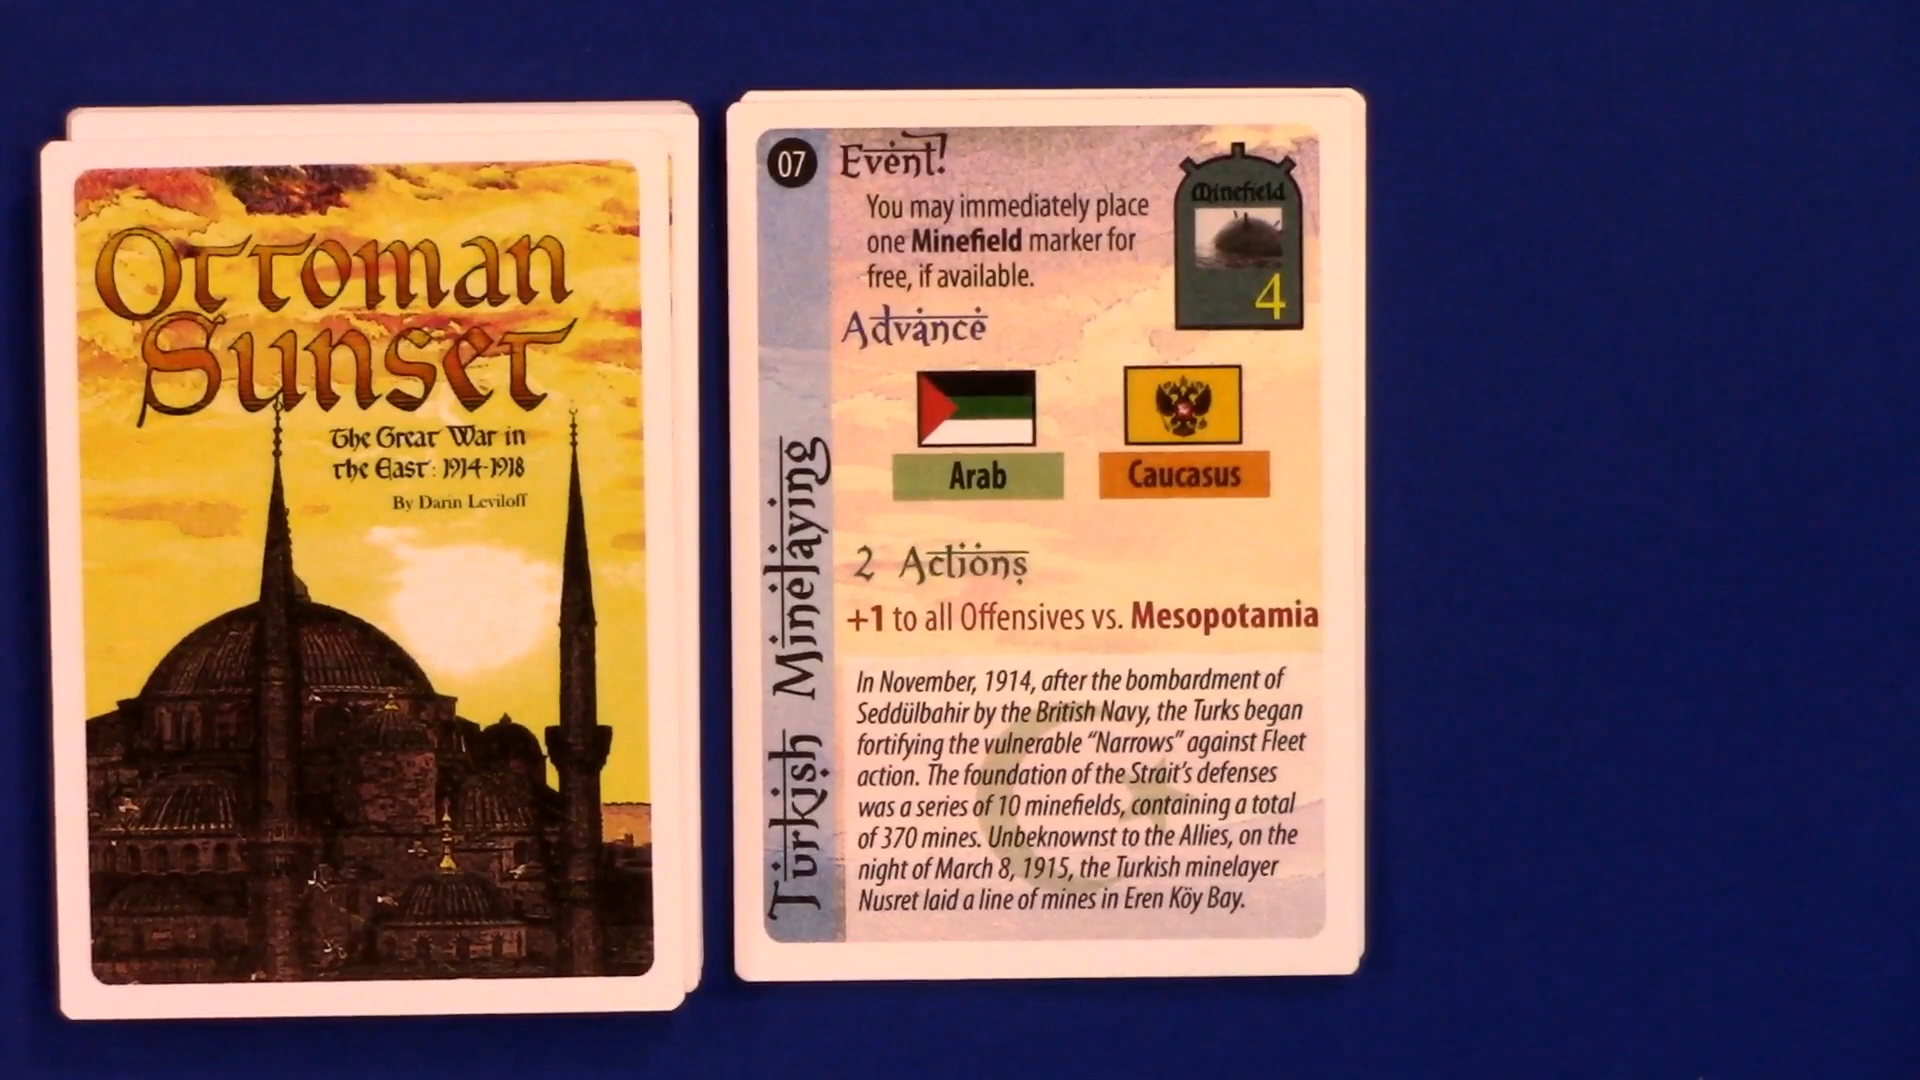 Ottoman
Sunset
The Great War in
the East: 1914-1918
By Darin Leviloff
07
Event!
You may immediately place
one Minefield marker for
free, if available.
Minefield
4
Advance
Arab
Caucasus
2 Actions
+1 to all Offensives vs. Mesopotamia
In November, 1914, after the bombardment of
Seddülbahir by the British Navy, the Turks began
fortifying the vulnerable “Narrows” against Fleet
action. The foundation of the Strait’s defenses
was a series of 10 minefields, containing a total
of 370 mines. Unbeknownst to the Allies, on the
night of March 8, 1915, the Turkish minelayer
Nusret laid a line of mines in Eren Köy Bay.
Turkish Minelaying